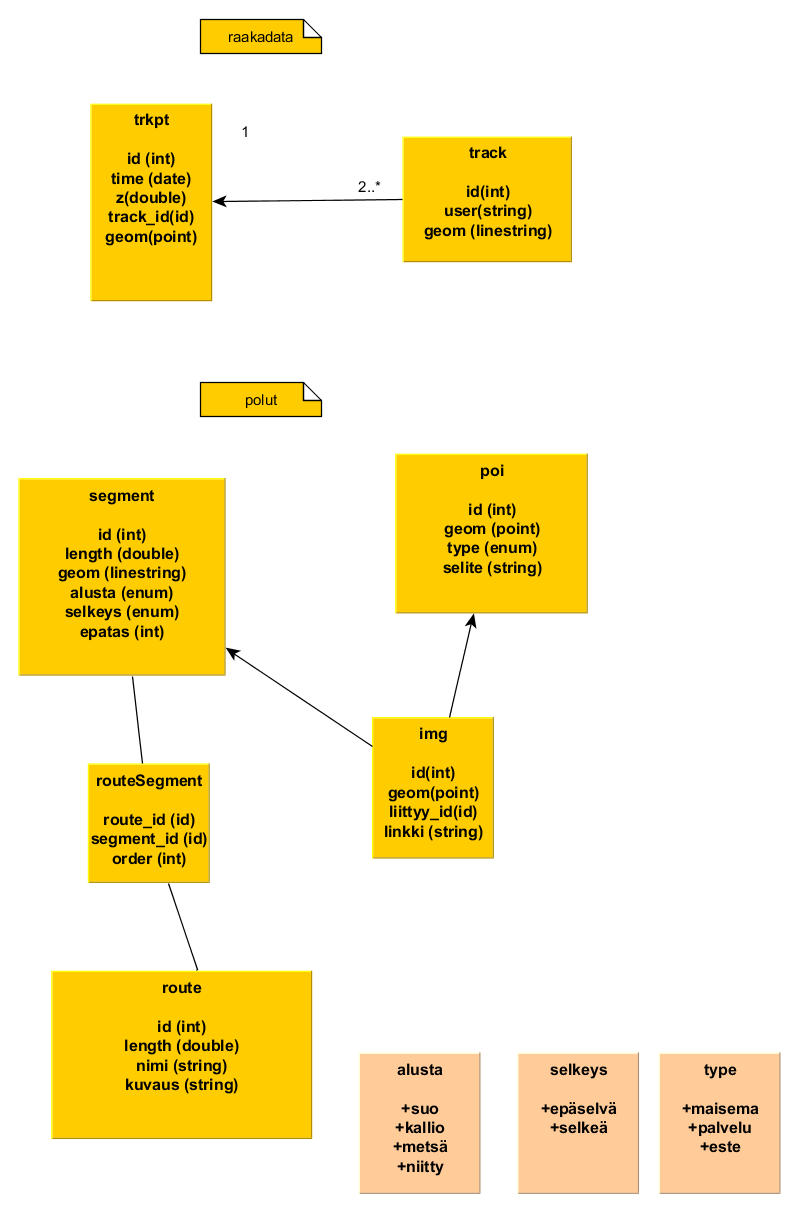 raakadata
trkpt
id (int)
time (date)
z(double)
track_id(id)
geom(point)
1
2..*
track
id(int)
user(string)
geom (linestring)
polut
segment
id (int)
length (double)
geom (linestring)
alusta (enum)
selkeys (enum)
epatas (int)
poi
id (int)
geom (point)
type (enum)
selite (string)
routeSegment
route_id (id)
segment_id (id)
order (int)
img
id(int)
geom(point)
liittyy_id(id)
linkki (string)
route
id (int)
length (double)
nimi (string)
kuvaus (string)
alusta
+suo
+kallio
+metsä
+niitty
selkeys
+epäselvä
+selkeä
type
+maisema
+palvelu
+este